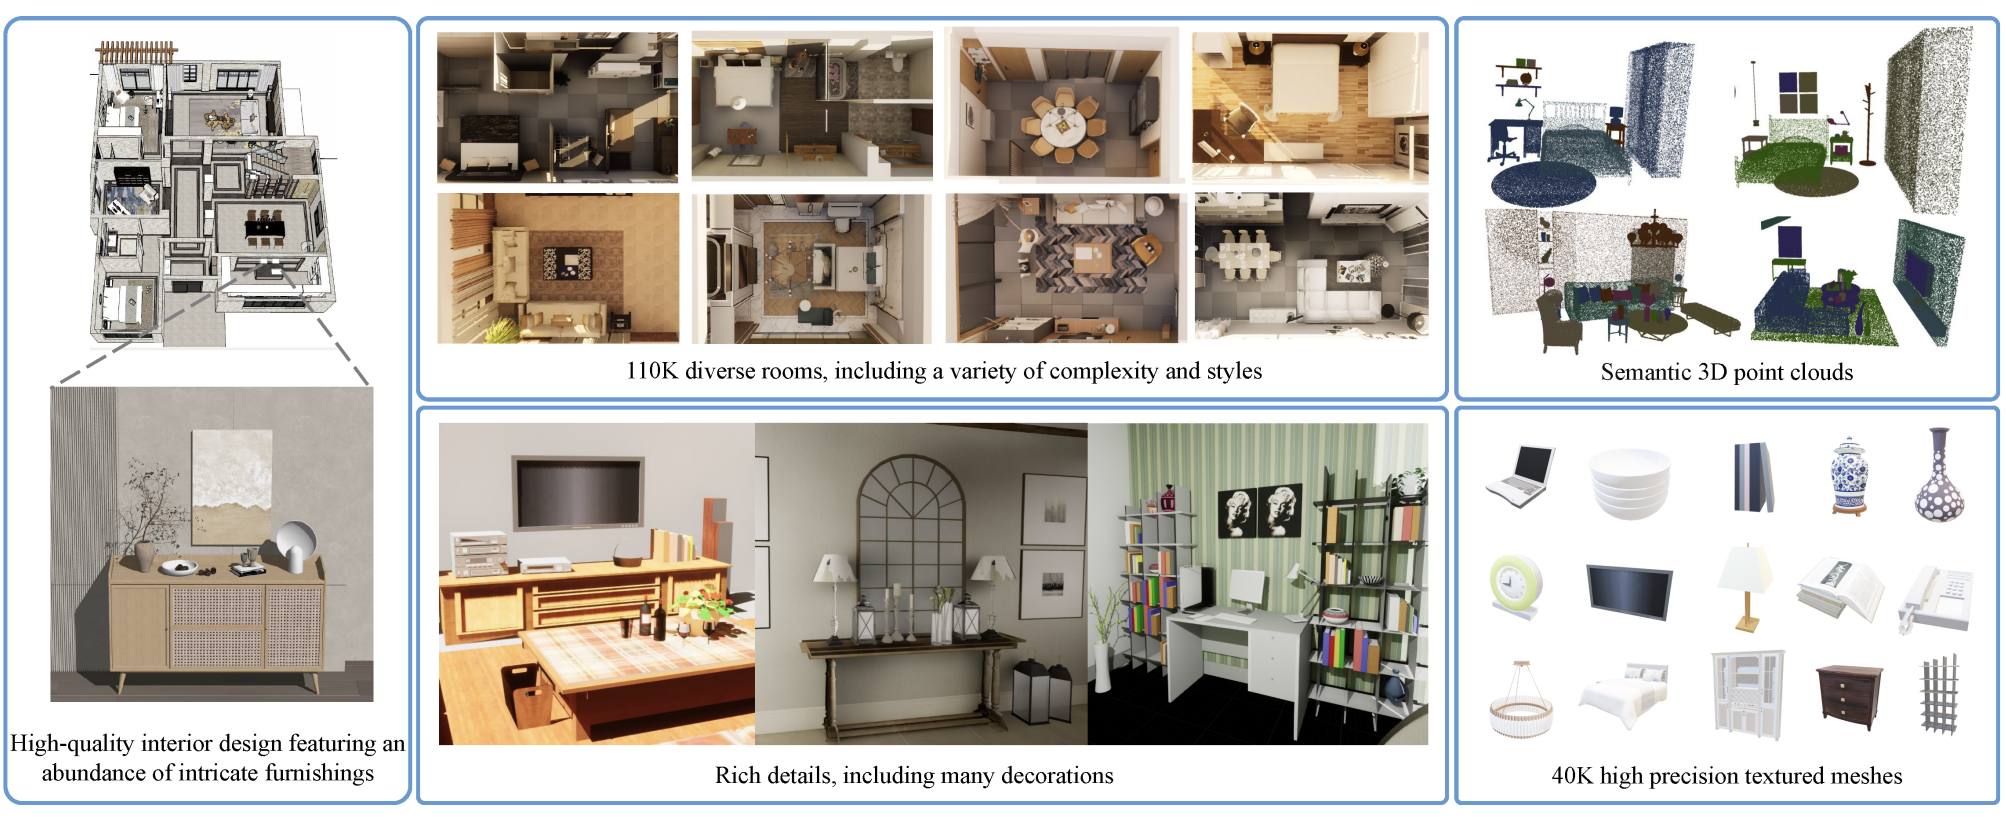 High-quality interior design featuring an
abundance of intricate furnishings
110K diverse rooms, including a variety of complexity and styles
Rich details, including many decorations
Semantic 3D point clouds
40K high precision textured meshes